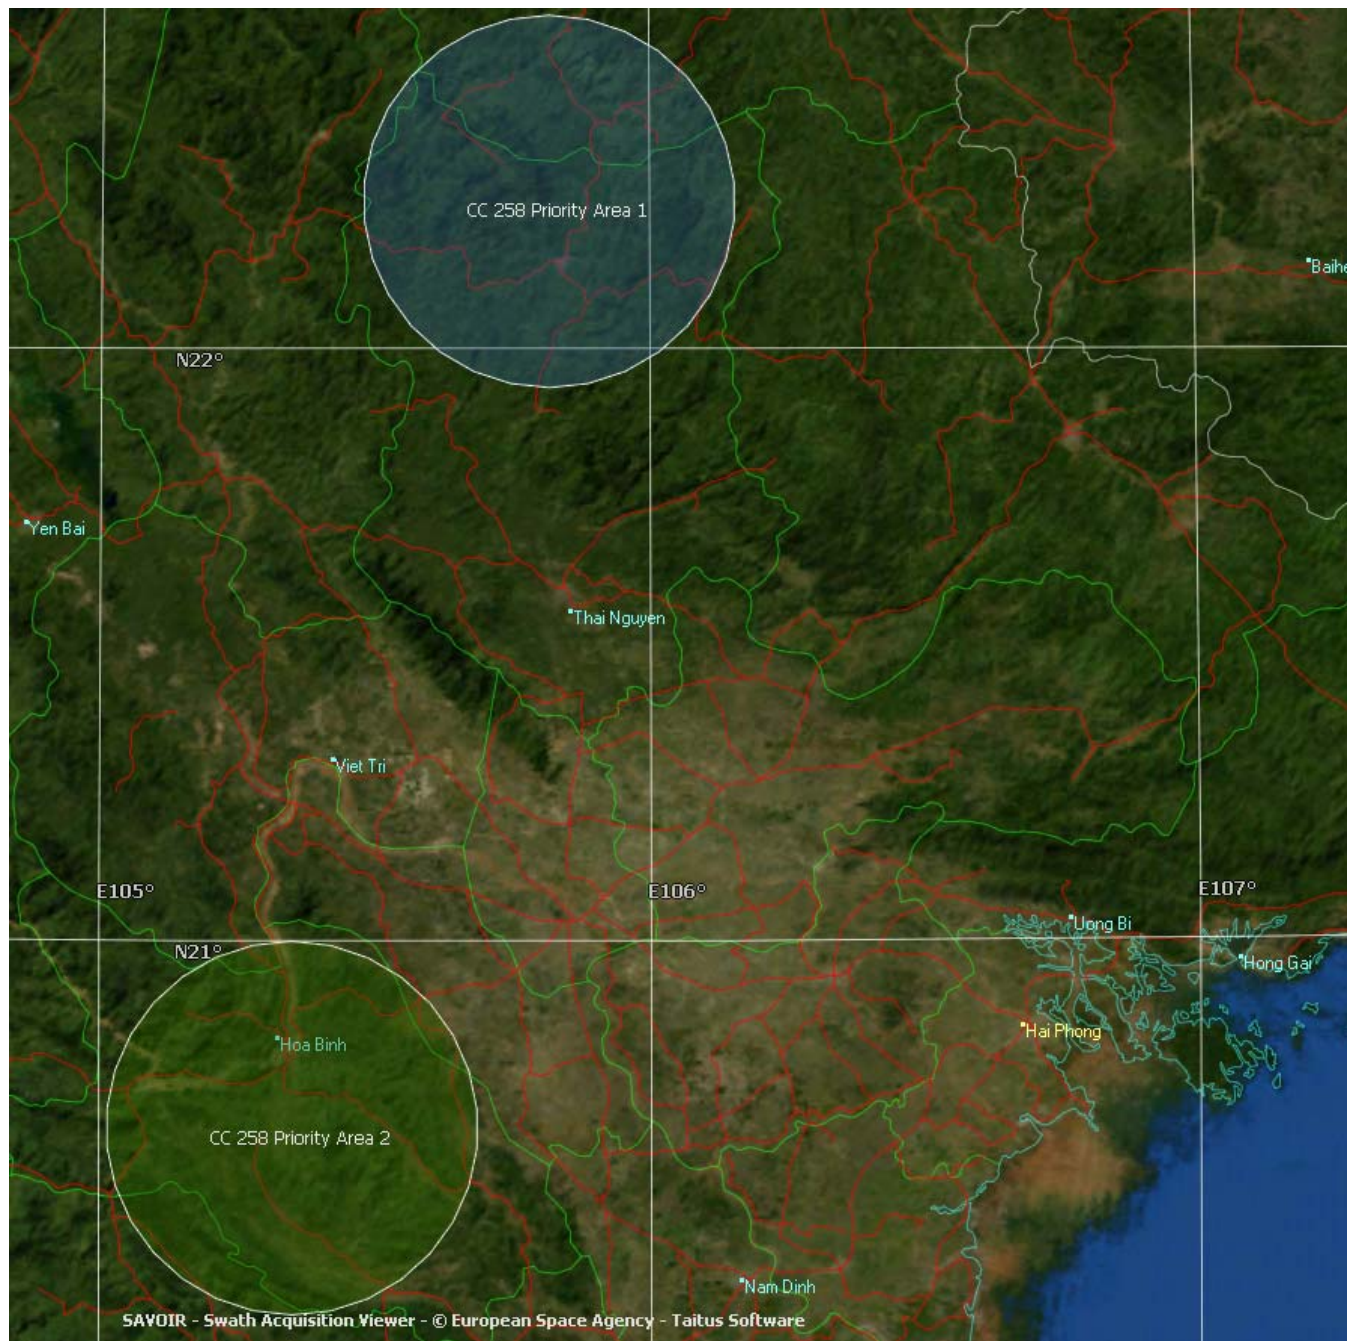 CC 258 Priority Area 1
Baihe
N22°
Yen Bai
Thai Nguyen
Viet Tri
E105°
E106°
E107°
Uong Bi
N21°
Hong Gai
Hai Phong
Hoa Binh
CC 258 Priority Area 2
Nam Dinh
SAVOIR - Swath Acquisition Viewer - © European Space Agency - Taitus Software